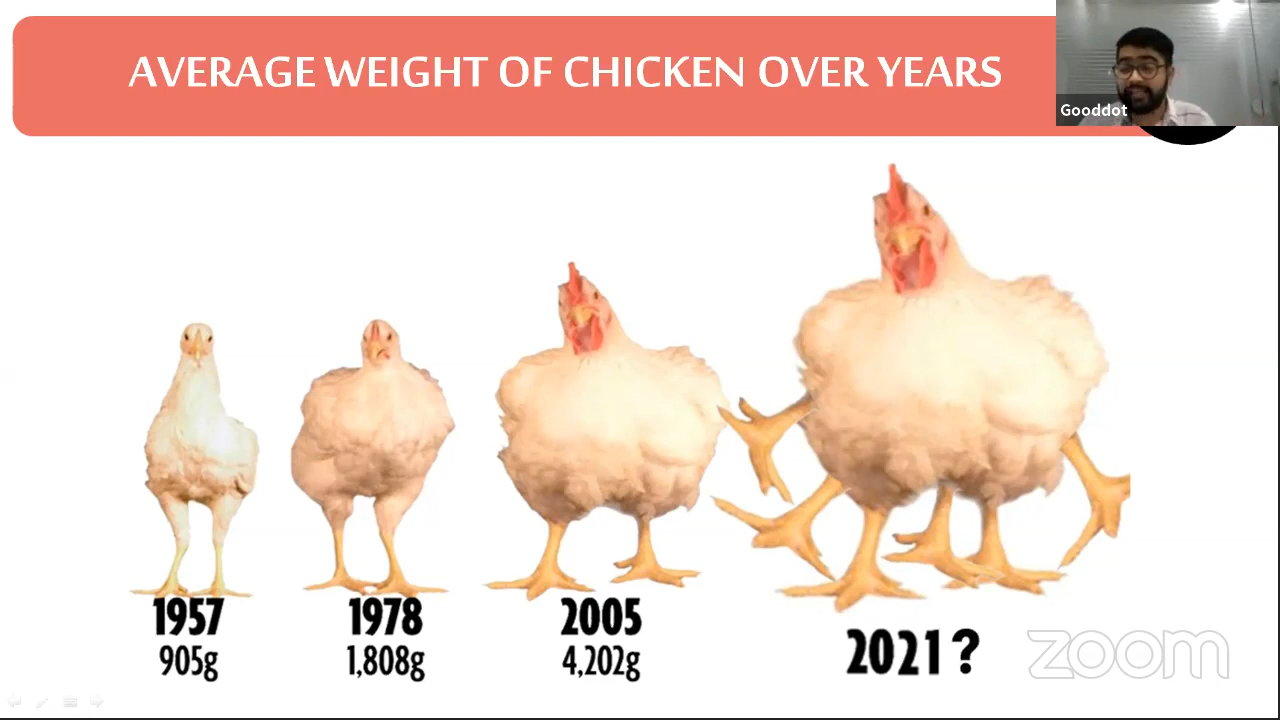 AVERAGE WEIGHT OF CHICKEN OVER YEARS
Gooddot
1957
905g
1978
1,808g
2005
4,202g
2021?
zoom